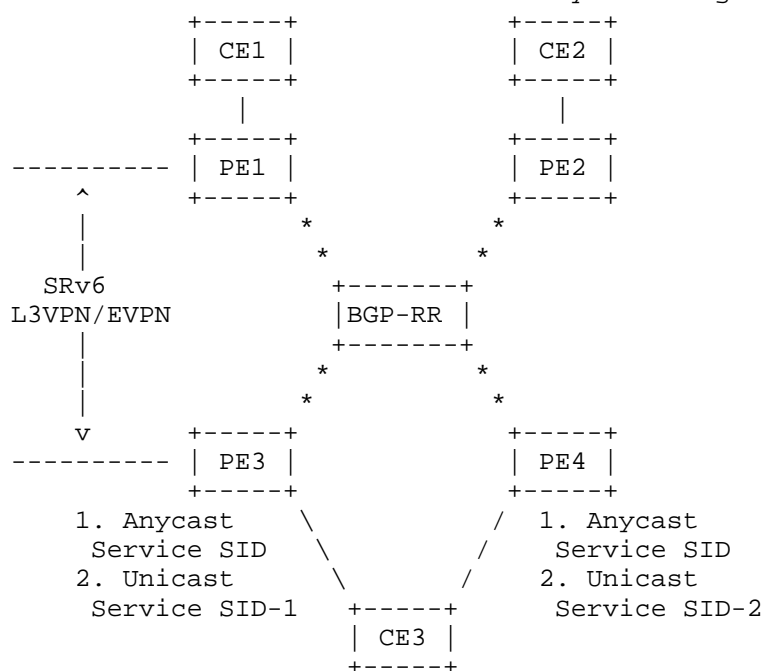 CE1 CE2
PE1 PE2
SRv6
L3VPN/EVPN
BGP-RR
v
PE3 PE4
1. Anycast 1. Anycast
Service SID Service SID
2. Unicast 2. Unicast
Service SID-1 Service SID-2
CE3